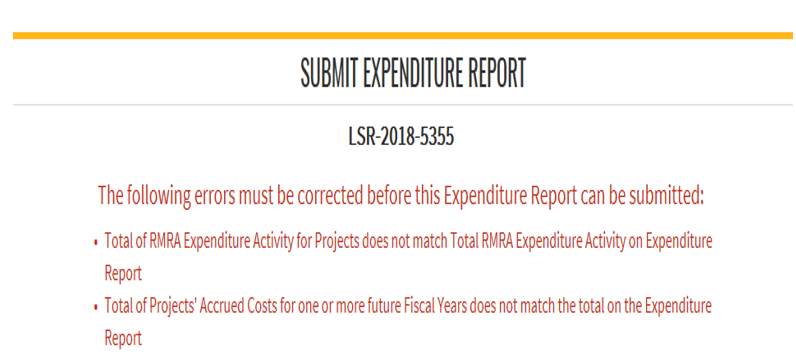 SUBMIT EXPENDITURE REPORT
LSR-2018-5355
The following errors must be corrected before this Expenditure Report can be submitted:
• Total of RMRA Expenditure Activity for Projects does not match Total RMRA Expenditure Activity on Expenditure
Report
• Total of Projects' Accrued Costs for one or more future Fiscal Years does not match the total on the Expenditure
Report